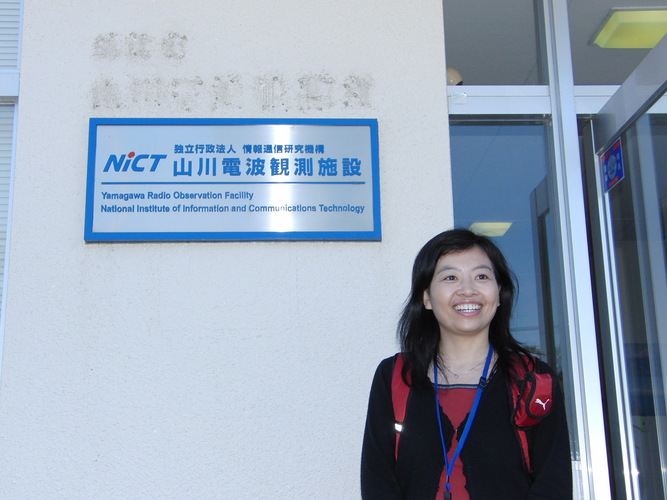 独立行政法人 情報通信研究機構
NiCT 山川電波観測施設
Yamagawa Radio Observation Facility
National Institute of Information and Communications Technology